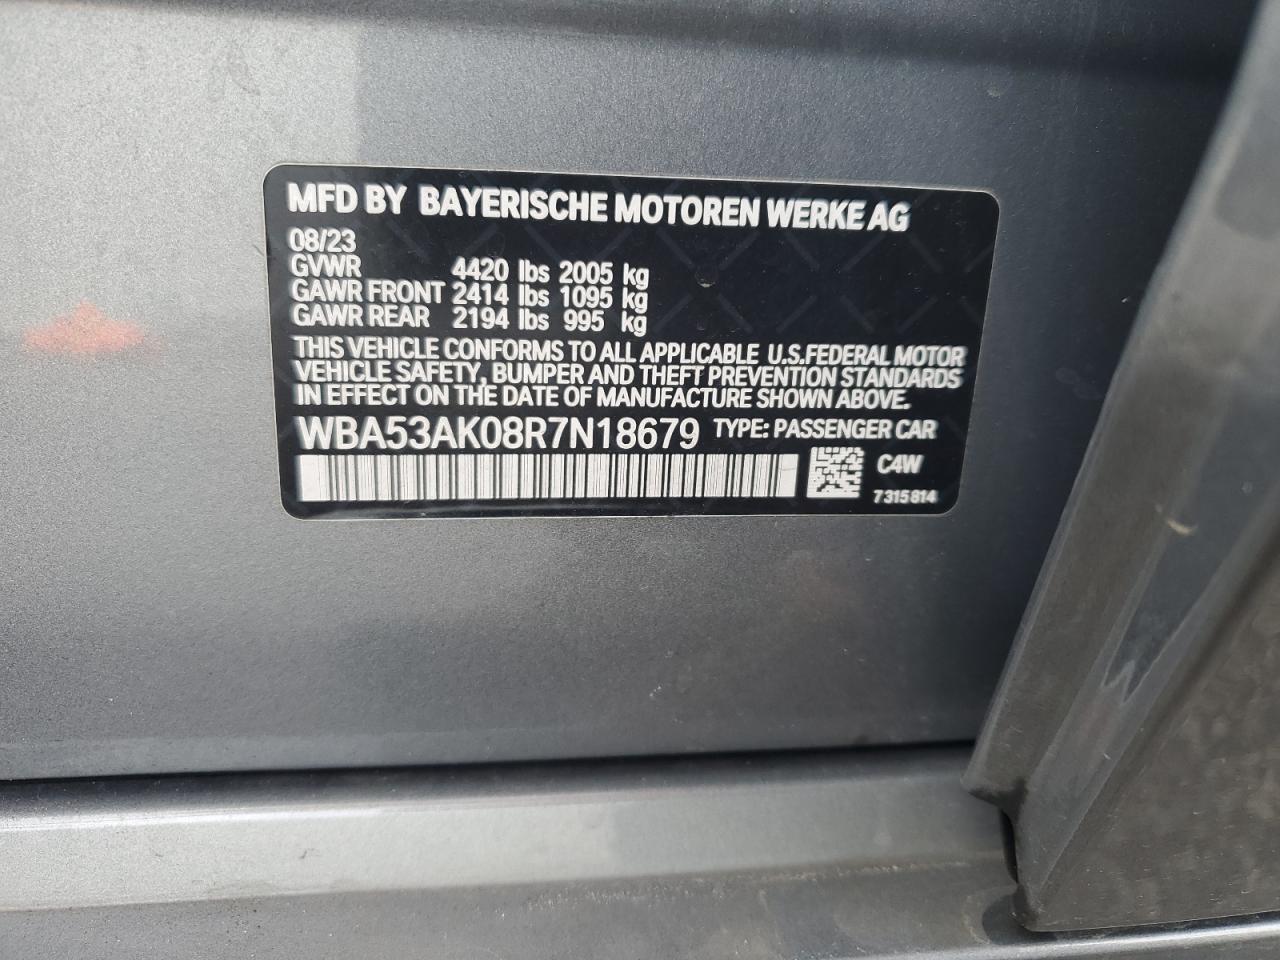 MFD BY BAYERISCHE MOTOREN WERKE AG
08/23
GVWR 4420 lbs 2005 kg
GAWR FRONT 2414 lbs 1095 kg
GAWR REAR 2194 lbs 995 kg
THIS VEHICLE CONFORMS TO ALL APPLICABLE U.S.FEDERAL MOTOR
VEHICLE SAFETY, BUMPER AND THEFT PREVENTION STANDARDS
IN EFFECT ON THE DATE OF MANUFACTURE SHOWN ABOVE.
WBA53AK08R7N18679 TYPE: PASSENGER CAR
C4W
7315814